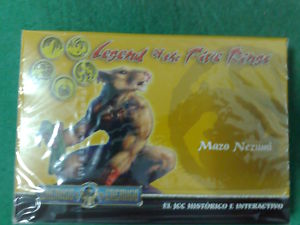 Legend of the Five Rings
Mazo Nezumi
EL JCC HISTÓRICO E INTERACTIVO